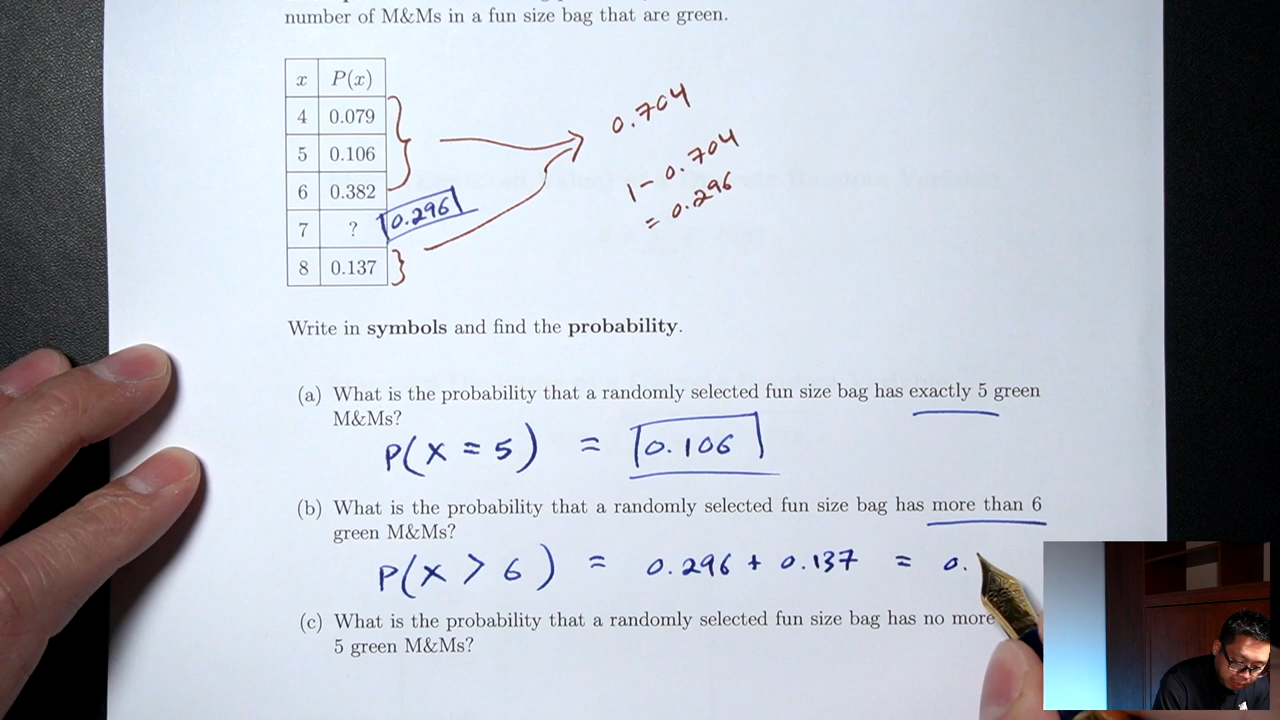 number of M&Ms in a fun size bag that are green.
x P(x)
4 0.079
5 0.106
6 0.382
7 ? 0.296
8 0.137
0.704
1 - 0.704
= 0.296
Write in symbols and find the probability.
(a) What is the probability that a randomly selected fun size bag has exactly 5 green
M&Ms?
P(X = 5) = 0.106
(b) What is the probability that a randomly selected fun size bag has more than 6
green M&Ms?
P(X > 6) = 0.296 + 0.137 = 0.
(c) What is the probability that a randomly selected fun size bag has no more
5 green M&Ms?